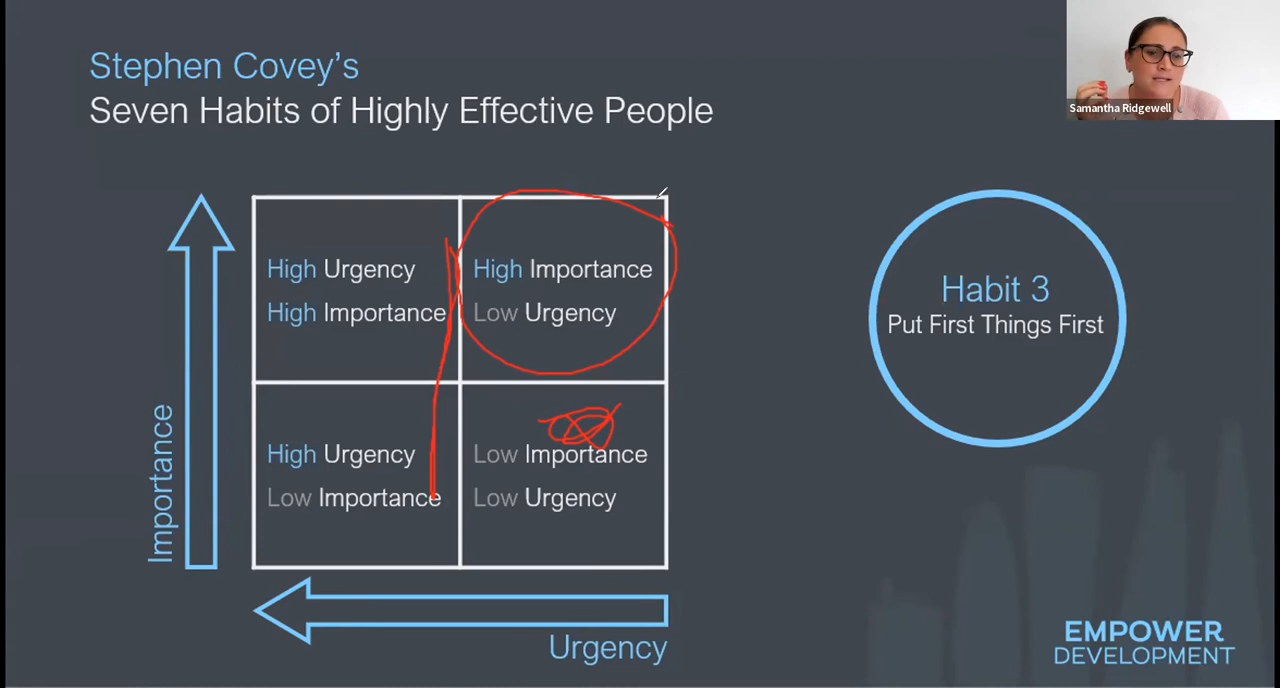 Stephen Covey's
Seven Habits of Highly Effective People
Samantha Ridgewell
High Urgency
High Importance
High Importance
Low Urgency
High Urgency
Low Importance
Low Importance
Low Urgency
Importance
Urgency
Habit 3
Put First Things First
EMPOWER
DEVELOPMENT